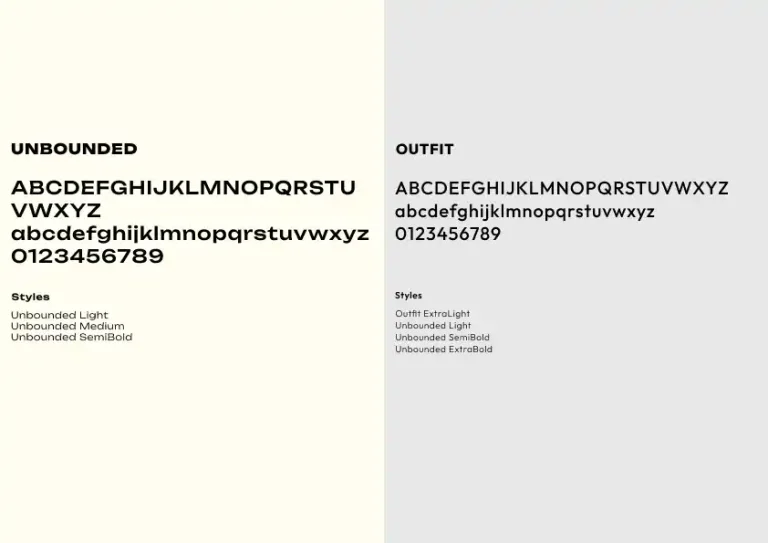 UNBOUNDED
ABCDEFGHIJKLMNOPQRSTU
VWXYZ
abcdefghijklmnopqrstuvwxyz
0123456789
Styles
Unbounded Light
Unbounded Medium
Unbounded SemiBold
OUTFIT
ABCDEFGHIJKLMNOPQRSTUVWXYZ
abcdefghijklmnopqrstuvwxyz
0123456789
Styles
Outfit ExtraLight
Unbounded Light
Unbounded SemiBold
Unbounded ExtraBold